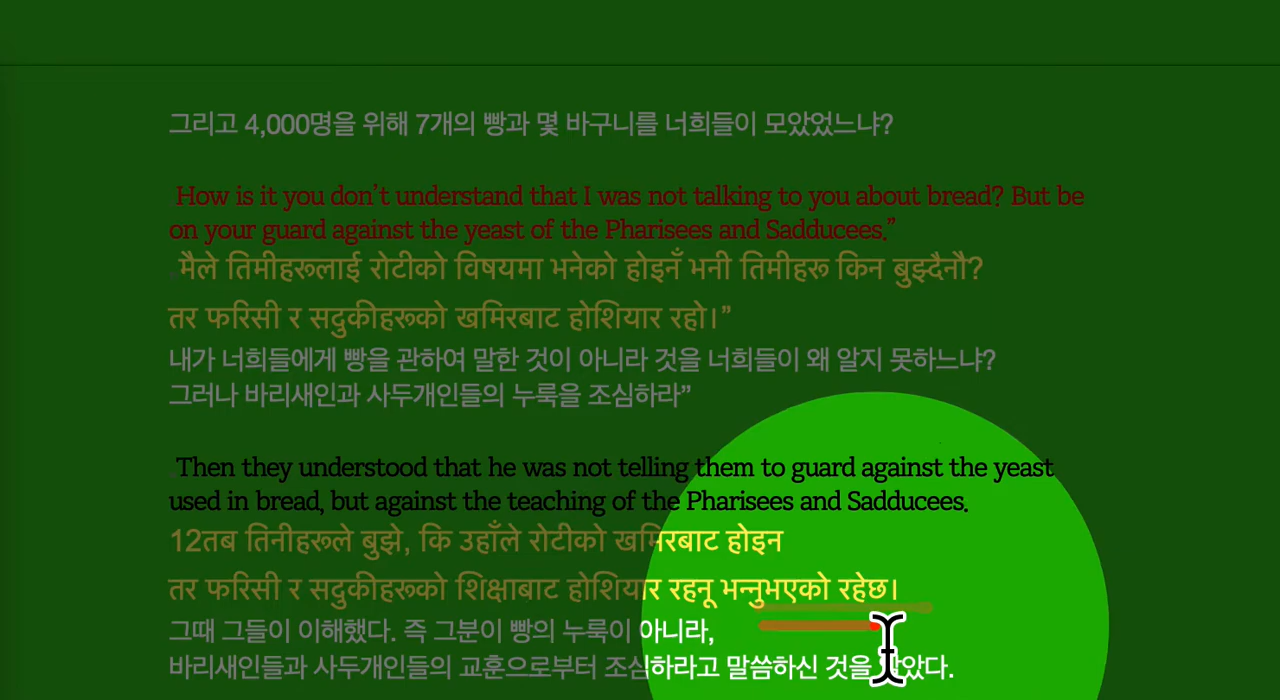 그리고 4,000명을 위해 7개의 빵과 몇 바구니를 너희들이 모았었느냐?
How is it you don't understand that I was not talking to you about bread? But be
on your guard against the yeast of the Pharisees and Sadducees.”
मैले तिमीहरूलाई रोटीको विषयमा भनेको होइनँ भनी तिमीहरू किन बुझ्दैनौ?
तर फरिसी र सदुकीहरूको खमिरबाट होशियार रहो।”
내가 너희들에게 빵을 관하여 말한 것이 아니라 것을 너희들이 왜 알지 못하느냐?
그러나 바리새인과 사두개인들의 누룩을 조심하라”
Then they understood that he was not telling them to guard against the yeast
used in bread, but against the teaching of the Pharisees and Sadducees.
12तब तिनीहरूले बुझे, कि उहाँले रोटीको खमिरबाट होइन
तर फरिसी र सदुकीहरूको शिक्षाबाट होशियार रहनू भन्नुभएको रहेछ।
그때 그들이 이해했다. 즉 그분이 빵의 누룩이 아니라,
바리새인들과 사두개인들의 교훈으로부터 조심하라고 말씀하신 것을